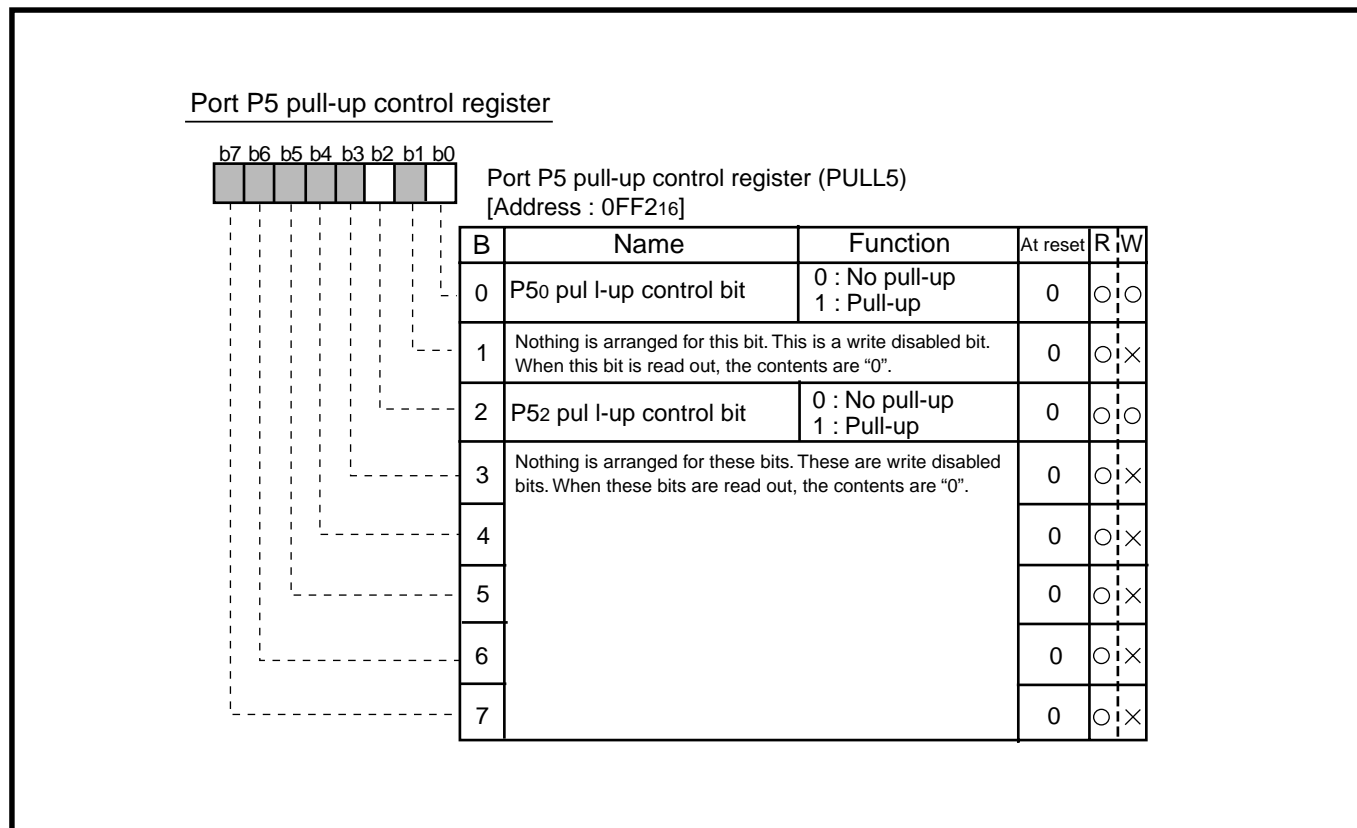 Port P5 pull-up control register
b7 b6 b5 b4 b3 b2 b1 b0
Port P5 pull-up control register (PULL5)
[Address : 0FF216]
B Name Function At reset R W
0 P50 pul l-up control bit 0 : No pull-up 0 ○ ○
1 : Pull-up
1 Nothing is arranged for this bit. This is a write disabled bit. 0 ○ ×
When this bit is read out, the contents are “0”.
2 P52 pul l-up control bit 0 : No pull-up 0 ○ ○
1 : Pull-up
3 Nothing is arranged for these bits. These are write disabled 0 ○ ×
bits. When these bits are read out, the contents are “0”.
4 0 ○ ×
5 0 ○ ×
6 0 ○ ×
7 0 ○ ×